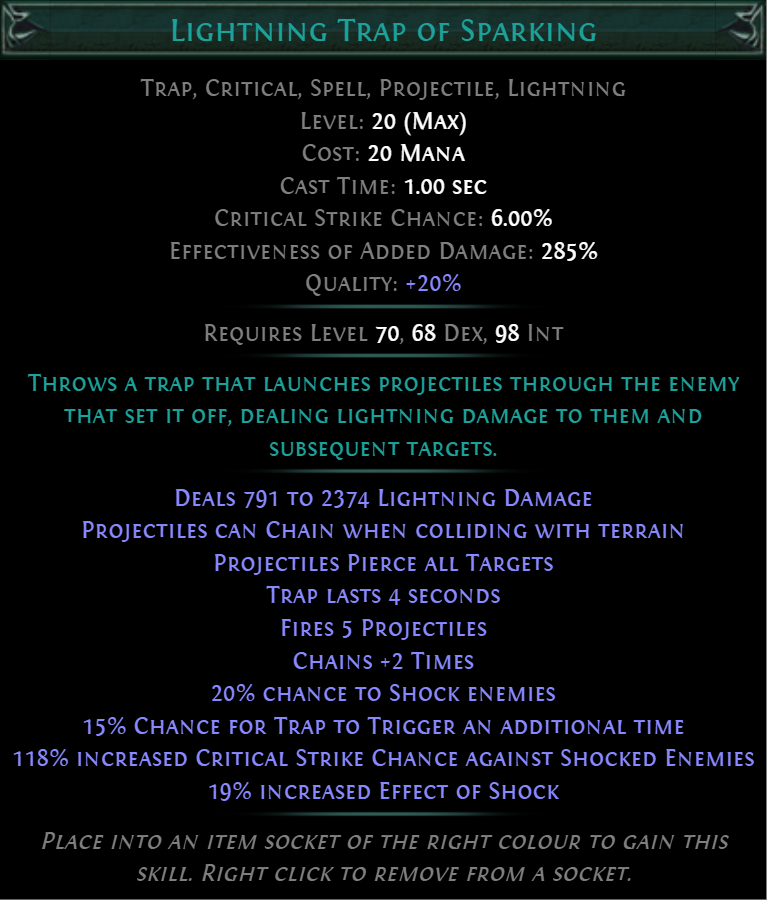 Lightning Trap of Sparking
Trap, Critical, Spell, Projectile, Lightning
Level: 20 (Max)
Cost: 20 Mana
Cast Time: 1.00 sec
Critical Strike Chance: 6.00%
Effectiveness of Added Damage: 285%
Quality: +20%
Requires Level 70, 68 Dex, 98 Int
Throws a trap that launches projectiles through the enemy
that set it off, dealing lightning damage to them and
subsequent targets.
Deals 791 to 2374 Lightning Damage
Projectiles can Chain when colliding with terrain
Projectiles Pierce all Targets
Trap lasts 4 seconds
Fires 5 Projectiles
Chains +2 Times
20% chance to Shock enemies
15% Chance for Trap to Trigger an additional time
118% increased Critical Strike Chance against Shocked Enemies
19% increased Effect of Shock
Place into an item socket of the right colour to gain this
skill. Right click to remove from a socket.